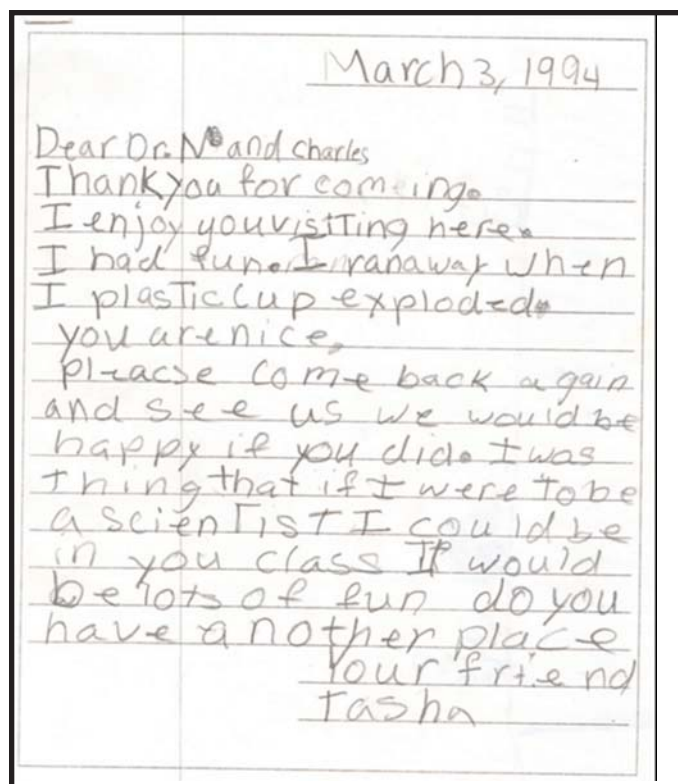 March 3, 1994
Dear Dr. N and Charles
Thank you for comeing.
I enjoy you visiTing here.
I had fun. I ranaway when
I plastic cup exploded.
you are nice,
pleacse come back again
and see us we would be
happy if you did. I was
thing that if I were to be
a scienTist I could be
in you class It would
be lots of fun do you
have another place
Your friend
Tasha